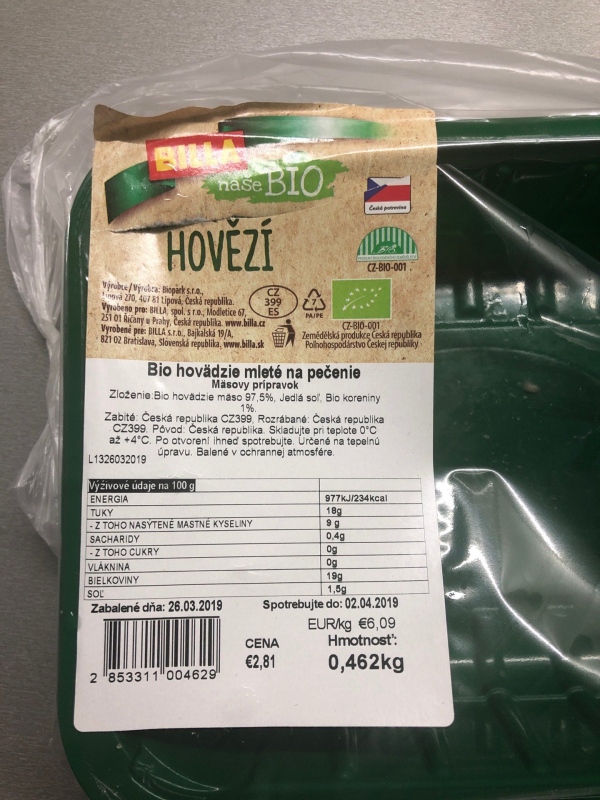 BILLA
naše BIO
Česká potravina
HOVĚZÍ
CZ-BIO-001
Výrobce/Výrobca: Biopark s.r.o.,
Lipová 270, 407 81 Lipová, Česká republika.
Vyrobeno pro: BILLA, spol. s r.o., Modletice 67,
251 01 Říčany u Prahy, Česká republika. www.billa.cz
Vyrobené pre: BILLA s.r.o., Bajkalská 19/A,
821 02 Bratislava, Slovenská republika, www.billa.sk
CZ
399
ES
7
PA/PE
CZ-BIO-001
Zemědělská produkce Česká republika
Poľnohospodárstvo Českej republiky
Bio hovädzie mleté na pečenie
Mäsový prípravok
Zloženie:Bio hovädzie mäso 97,5%, Jedlá soľ, Bio koreniny
1%.
Zabité: Česká republika CZ399, Rozrábané: Česká republika
CZ399. Pôvod: Česká republika. Skladujte pri teplote 0°C
až +4°C. Po otvorení ihneď spotrebujte. Určené na tepelnú
úpravu. Balené v ochrannej atmosfére.
L1326032019
Výživové údaje na 100 g
ENERGIA 977kJ/234kcal
TUKY 18g
- Z TOHO NASÝTENÉ MASTNÉ KYSELINY 9 g
SACHARIDY 0,4g
- Z TOHO CUKRY 0g
VLÁKNINA 0g
BIELKOVINY 19g
SOĽ 1,5g
Zabalené dňa: 26.03.2019 Spotrebujte do: 02.04.2019
EUR/kg €6,09
CENA Hmotnosť:
€2,81 0,462kg
2 853311 004629